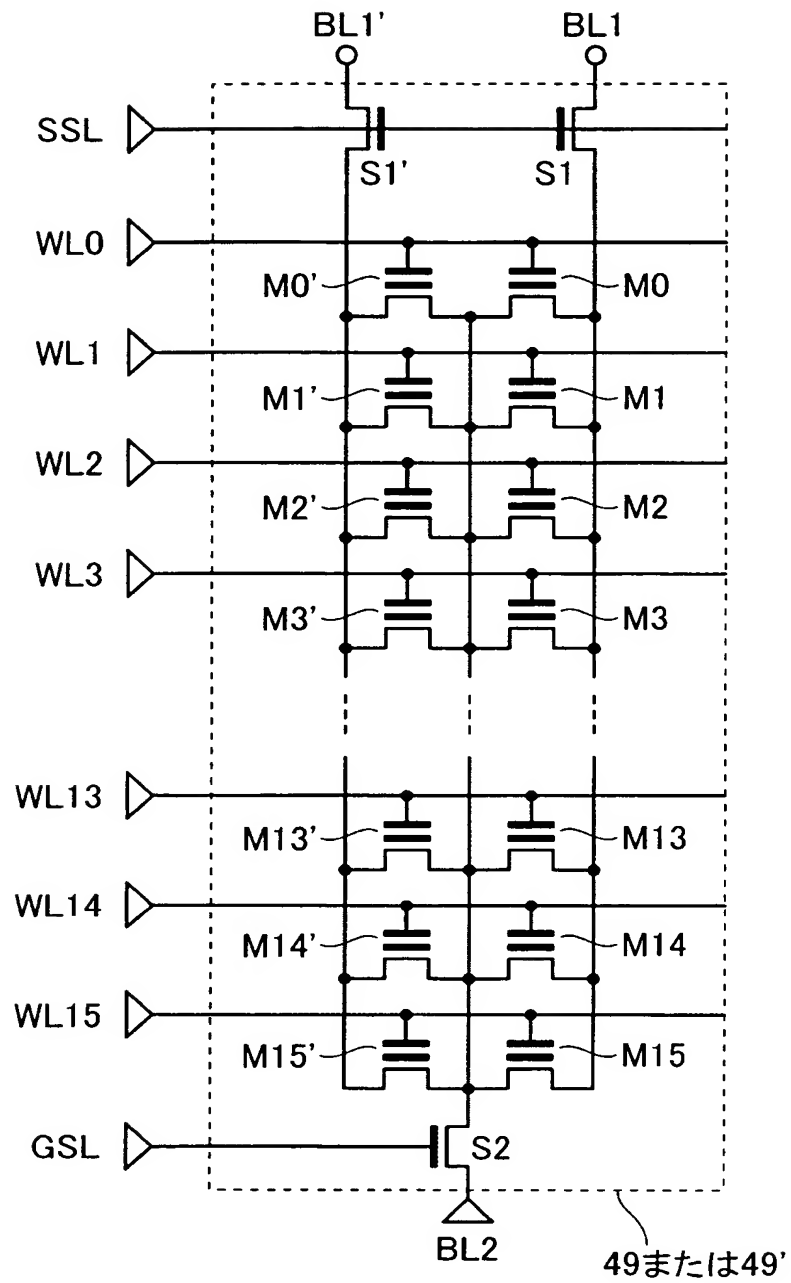 BL1' BL1
SSL
S1' S1
WL0
M0' M0
WL1
M1' M1
WL2
M2' M2
WL3
M3' M3
WL13
M13' M13
WL14
M14' M14
WL15
M15' M15
GSL
S2
BL2
49または49'